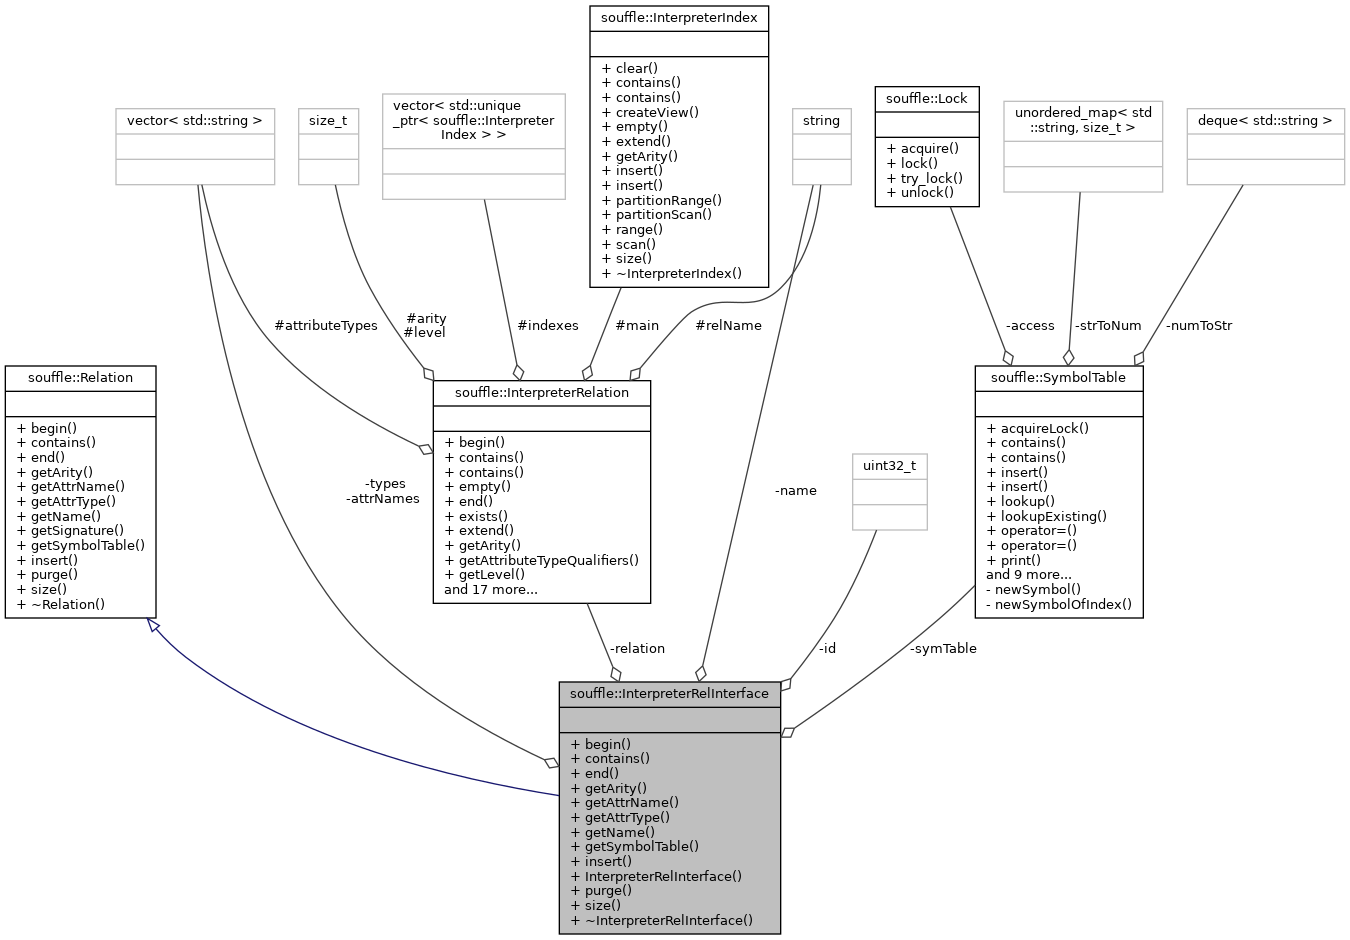 souffle::InterpreterIndex
+ clear()
+ contains()
+ contains()
+ createView()
+ empty()
+ extend()
+ getArity()
+ insert()
+ insert()
+ partitionRange()
+ partitionScan()
+ range()
+ scan()
+ size()
+ ~InterpreterIndex()
vector< std::string >
size_t
vector< std::unique
_ptr< souffle::Interpreter
Index > >
string
souffle::Lock
+ acquire()
+ lock()
+ try_lock()
+ unlock()
unordered_map< std
::string, size_t >
deque< std::string >
#attributeTypes
#arity
#level
#indexes
#main
#relName
-access
-strToNum
-numToStr
souffle::Relation
+ begin()
+ contains()
+ end()
+ getArity()
+ getAttrName()
+ getAttrType()
+ getName()
+ getSignature()
+ getSymbolTable()
+ insert()
+ purge()
+ size()
+ ~Relation()
souffle::InterpreterRelation
+ begin()
+ contains()
+ contains()
+ empty()
+ end()
+ exists()
+ extend()
+ getArity()
+ getAttributeTypeQualifiers()
+ getLevel()
and 17 more...
souffle::SymbolTable
+ acquireLock()
+ contains()
+ contains()
+ insert()
+ insert()
+ lookup()
+ lookupExisting()
+ operator=()
+ operator=()
+ print()
and 9 more...
- newSymbol()
- newSymbolOfIndex()
uint32_t
-types
-attrNames
-name
-relation
-id
-symTable
souffle::InterpreterRelInterface
+ begin()
+ contains()
+ end()
+ getArity()
+ getAttrName()
+ getAttrType()
+ getName()
+ getSymbolTable()
+ insert()
+ InterpreterRelInterface()
+ purge()
+ size()
+ ~InterpreterRelInterface()